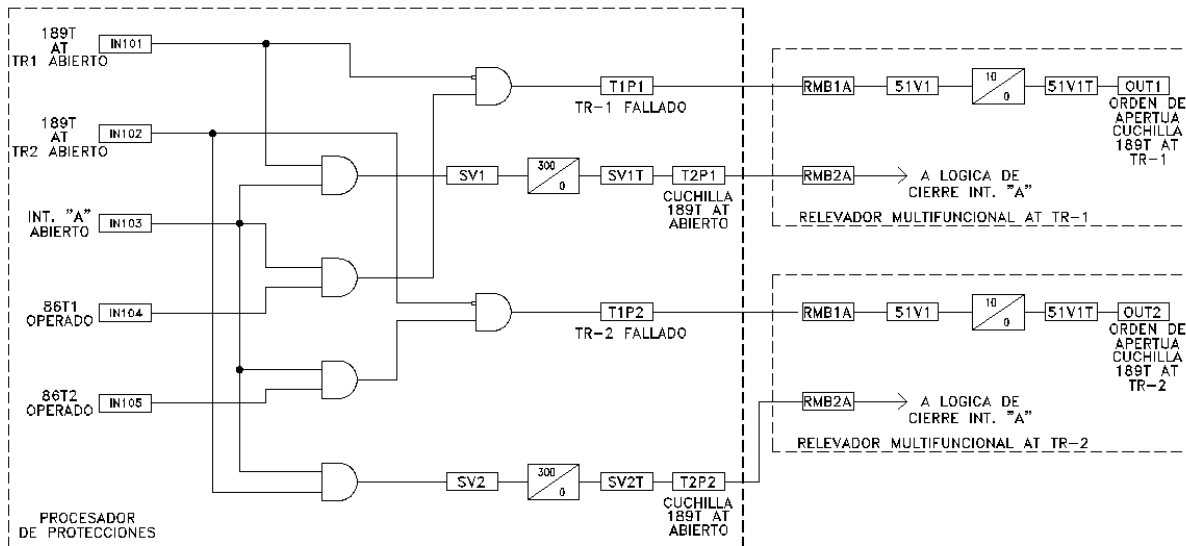 189T
AT
TR1 ABIERTO
IN101
189T
AT
TR2 ABIERTO
IN102
INT. "A"
ABIERTO
IN103
86T1
OPERADO
IN104
86T2
OPERADO
IN105
T1P1
TR-1 FALLADO
SV1
300
0
SV1T
T2P1
CUCHILLA
189T AT
ABIERTO
T1P2
TR-2 FALLADO
SV2
300
0
SV2T
T2P2
CUCHILLA
189T AT
ABIERTO
PROCESADOR
DE PROTECCIONES
RMB1A
51V1
10
0
51V1T
OUT1
ORDEN DE
APERTUA
CUCHILLA
189T AT
TR-1
RMB2A
A LOGICA DE
CIERRE INT. "A"
RELEVADOR MULTIFUNCIONAL AT TR-1
RMB1A
51V1
10
0
51V1T
OUT2
ORDEN DE
APERTUA
CUCHILLA
189T AT
TR-2
RMB2A
A LOGICA DE
CIERRE INT. "A"
RELEVADOR MULTIFUNCIONAL AT TR-2